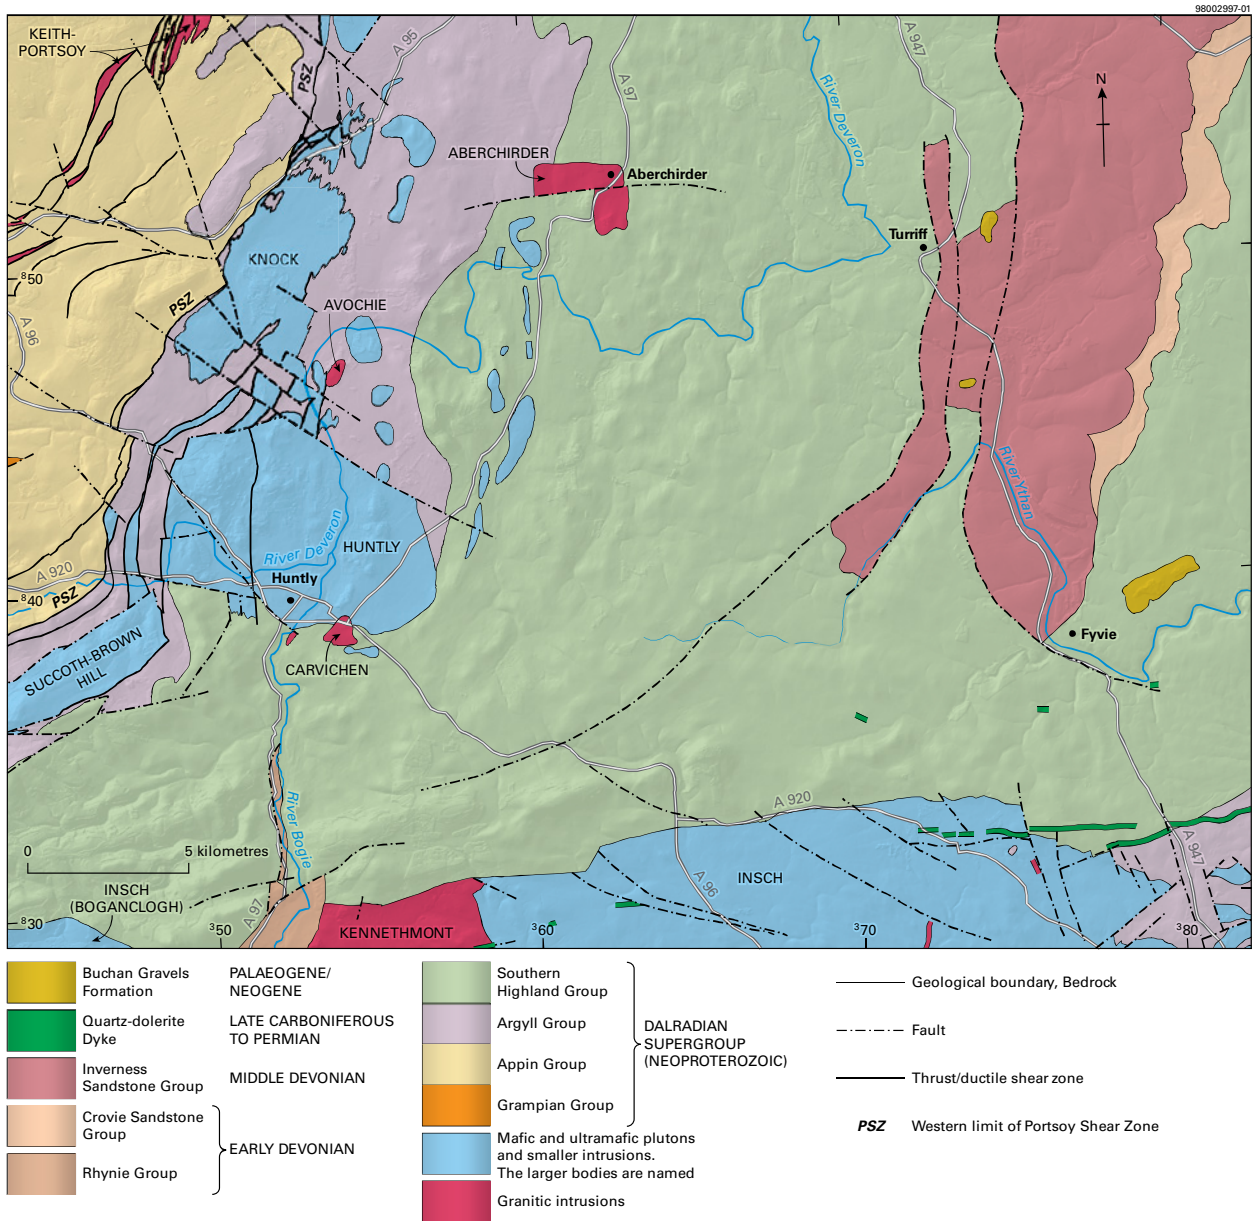 98002997-01
KEITH-
PORTSOY
A 95
PSZ
A 97
A 947
N
River Deveron
ABERCHIRDER
Aberchirder
Turriff
KNOCK
⁸50
PSZ
AVOCHIE
A 96
River Ythan
River Deveron
HUNTLY
A 920
Huntly
PSZ
⁸40
Fyvie
SUCCOTH-BROWN
HILL
CARVICHEN
River Bogie
A 920
0
5 kilometres
A 947
INSCH
(BOGANCLOGH)
INSCH
A 96
A 97
⁸30
³50
KENNETHMONT
³60
³70
³80
Buchan Gravels
Formation
PALAEOGENE/
NEOGENE
Quartz-dolerite
Dyke
LATE CARBONIFEROUS
TO PERMIAN
Inverness
Sandstone Group
MIDDLE DEVONIAN
Crovie Sandstone
Group
EARLY DEVONIAN
Rhynie Group
Southern
Highland Group
Argyll Group
Appin Group
Grampian Group
DALRADIAN
SUPERGROUP
(NEOPROTEROZOIC)
Mafic and ultramafic plutons
and smaller intrusions.
The larger bodies are named
Granitic intrusions
Geological boundary, Bedrock
Fault
Thrust/ductile shear zone
PSZ
Western limit of Portsoy Shear Zone